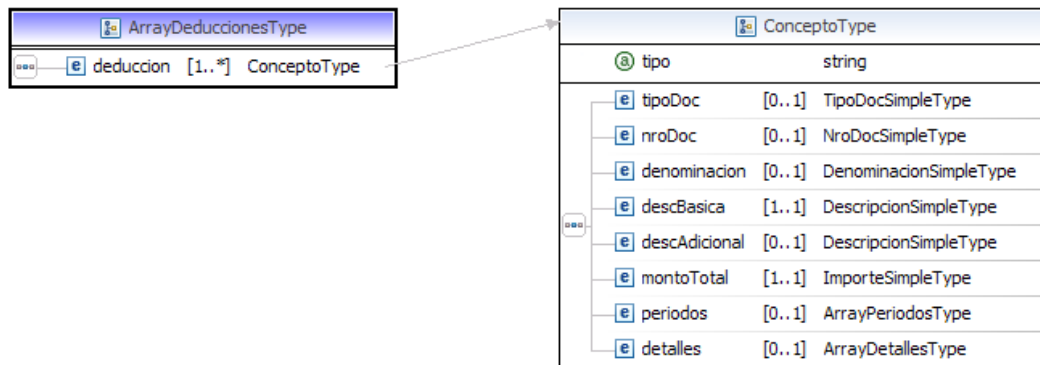 ArrayDeduccionesType
e deduccion [1..*] ConceptoType
ConceptoType
a tipo string
e tipoDoc [0..1] TipoDocSimpleType
e nroDoc [0..1] NroDocSimpleType
e denominacion [0..1] DenominacionSimpleType
e descBasica [1..1] DescripcionSimpleType
e descAdicional [0..1] DescripcionSimpleType
e montoTotal [1..1] ImporteSimpleType
e periodos [0..1] ArrayPeriodosType
e detalles [0..1] ArrayDetallesType